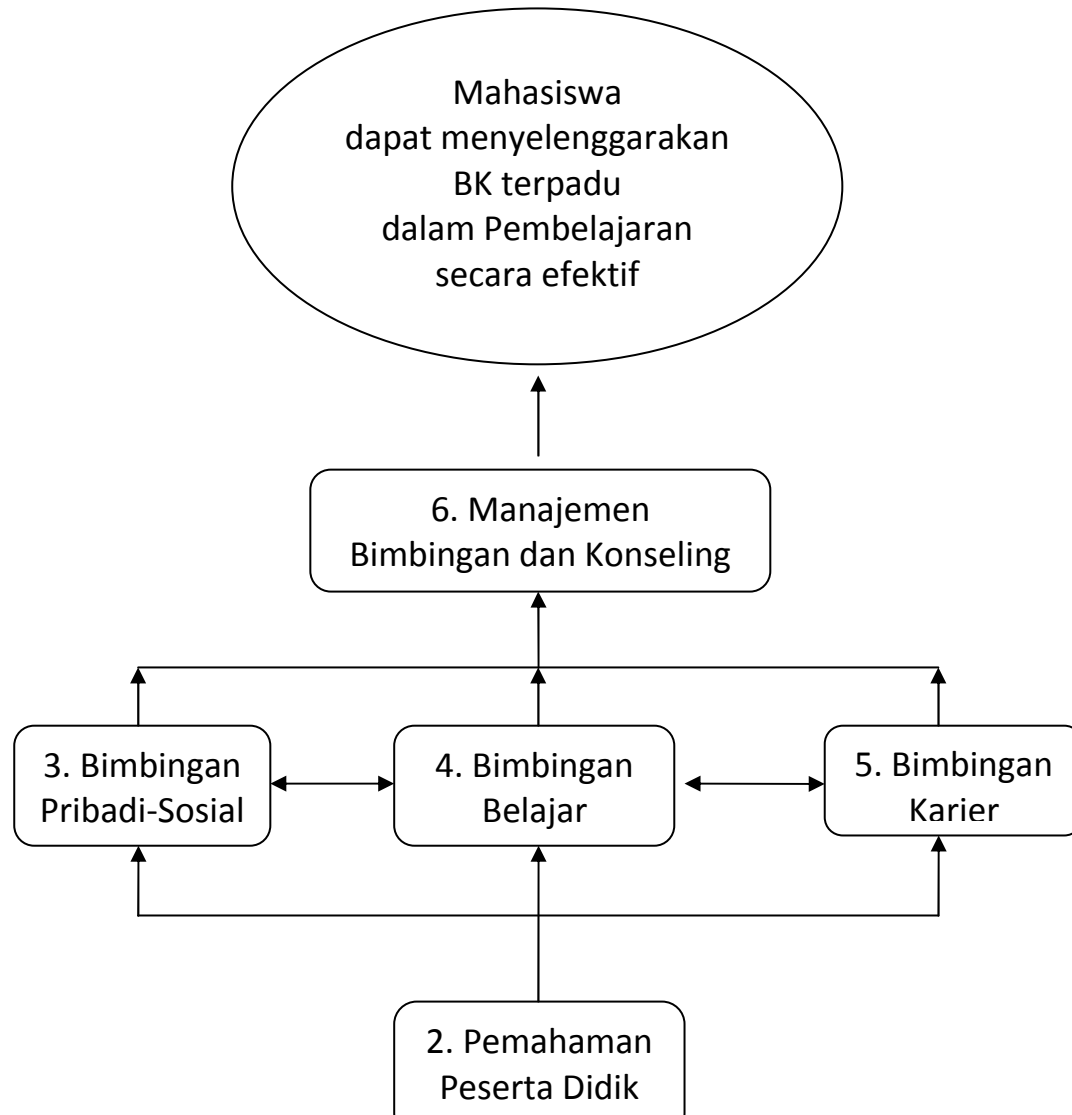 Mahasiswa
dapat menyelenggarakan
BK terpadu
dalam Pembelajaran
secara efektif
6. Manajemen
Bimbingan dan Konseling
3. Bimbingan
Pribadi-Sosial
4. Bimbingan
Belajar
5. Bimbingan
Karier
2. Pemahaman
Peserta Didik